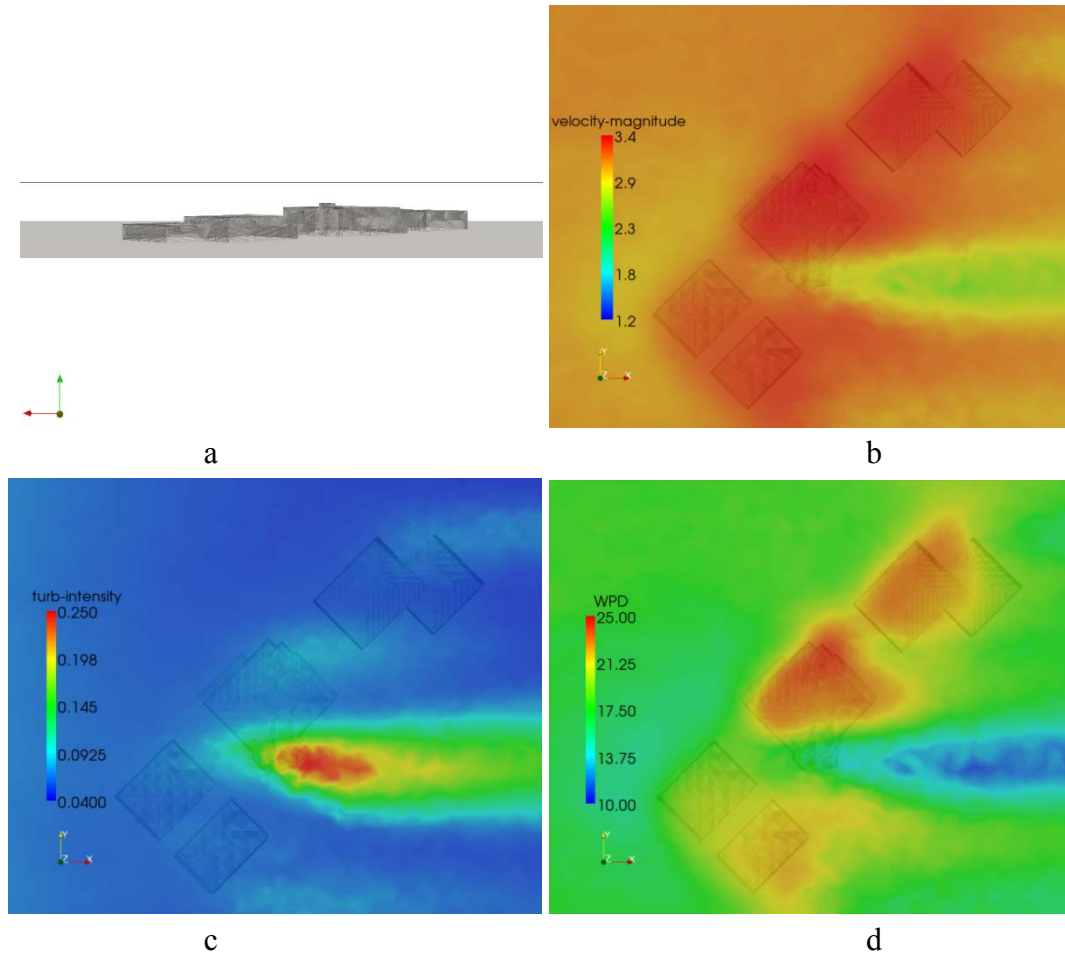 velocity-magnitude
3.4
2.9
2.3
1.8
1.2
Y
Z X
a
b
turb-intensity
0.250
0.198
0.145
0.0925
0.0400
Y
Z X
WPD
25.00
21.25
17.50
13.75
10.00
Y
Z X
c
d